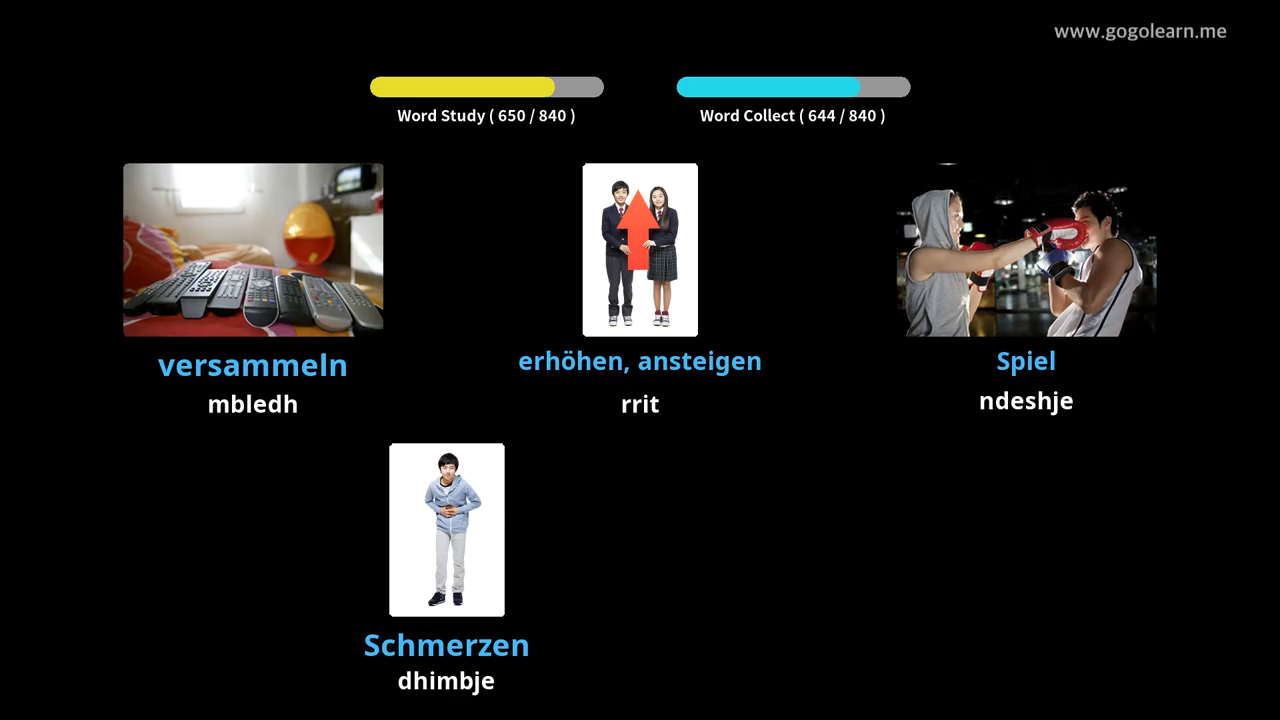 www.gogolearn.me
Word Study ( 650 / 840 )
Word Collect ( 644 / 840 )
versammeln
mbledh
erhöhen, ansteigen
rrit
Spiel
ndeshje
Schmerzen
dhimbje